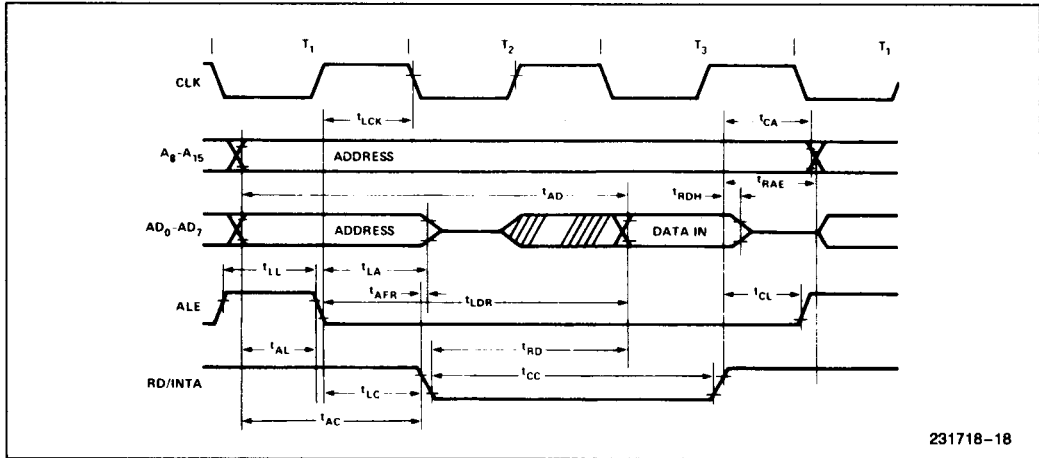 T1 T2 T3 T1
CLK
tLCK tCA
A8-A15 ADDRESS
tRAE
tAD tRDH
AD0-AD7 ADDRESS DATA IN
tLL tLA
tAFR tLDR tCL
ALE
tAL tRD
tCC
RD/INTA
tLC
tAC
231718-18